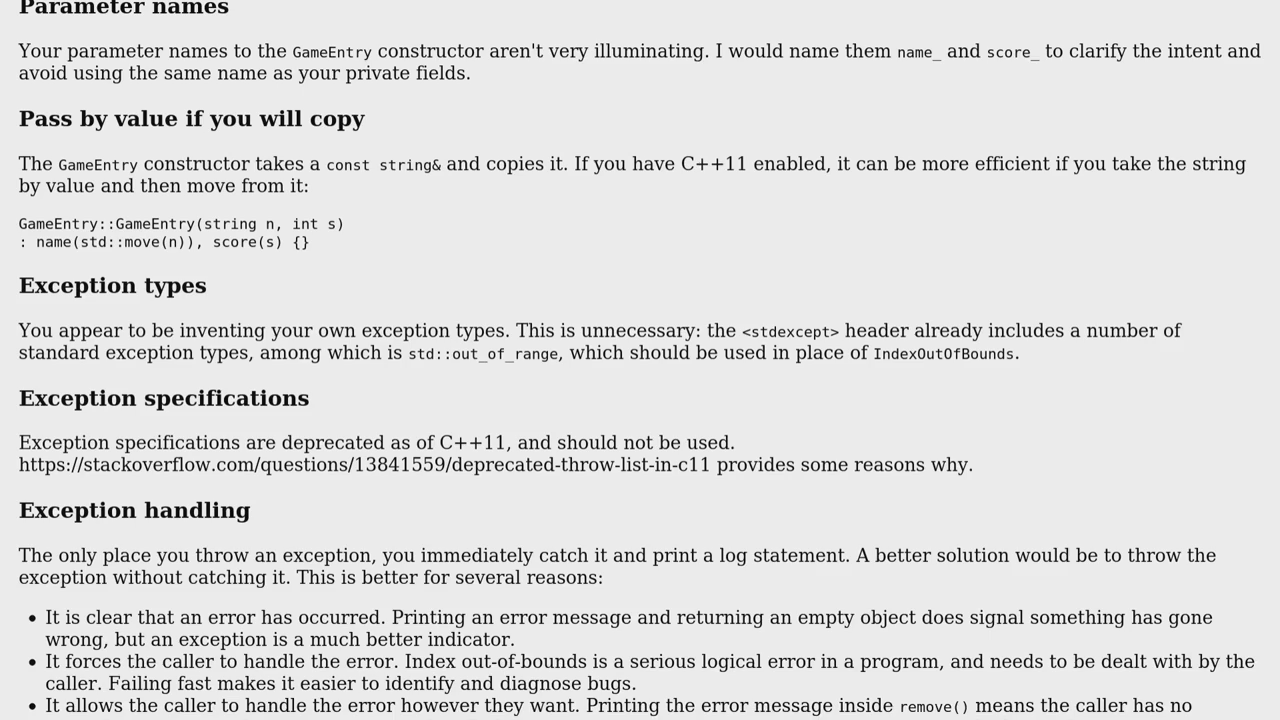 Parameter names
Your parameter names to the GameEntry constructor aren't very illuminating. I would name them name_ and score_ to clarify the intent and
avoid using the same name as your private fields.
Pass by value if you will copy
The GameEntry constructor takes a const string& and copies it. If you have C++11 enabled, it can be more efficient if you take the string
by value and then move from it:
GameEntry::GameEntry(string n, int s)
: name(std::move(n)), score(s) {}
Exception types
You appear to be inventing your own exception types. This is unnecessary: the <stdexcept> header already includes a number of
standard exception types, among which is std::out_of_range, which should be used in place of IndexOutOfBounds.
Exception specifications
Exception specifications are deprecated as of C++11, and should not be used.
https://stackoverflow.com/questions/13841559/deprecated-throw-list-in-c11 provides some reasons why.
Exception handling
The only place you throw an exception, you immediately catch it and print a log statement. A better solution would be to throw the
exception without catching it. This is better for several reasons:
• It is clear that an error has occurred. Printing an error message and returning an empty object does signal something has gone
wrong, but an exception is a much better indicator.
• It forces the caller to handle the error. Index out-of-bounds is a serious logical error in a program, and needs to be dealt with by the
caller. Failing fast makes it easier to identify and diagnose bugs.
• It allows the caller to handle the error however they want. Printing the error message inside remove() means the caller has no